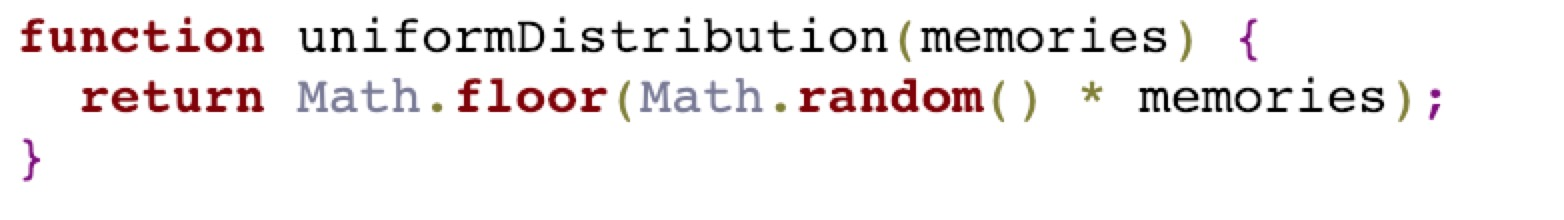 function uniformDistribution(memories) {
  return Math.floor(Math.random() * memories);
}